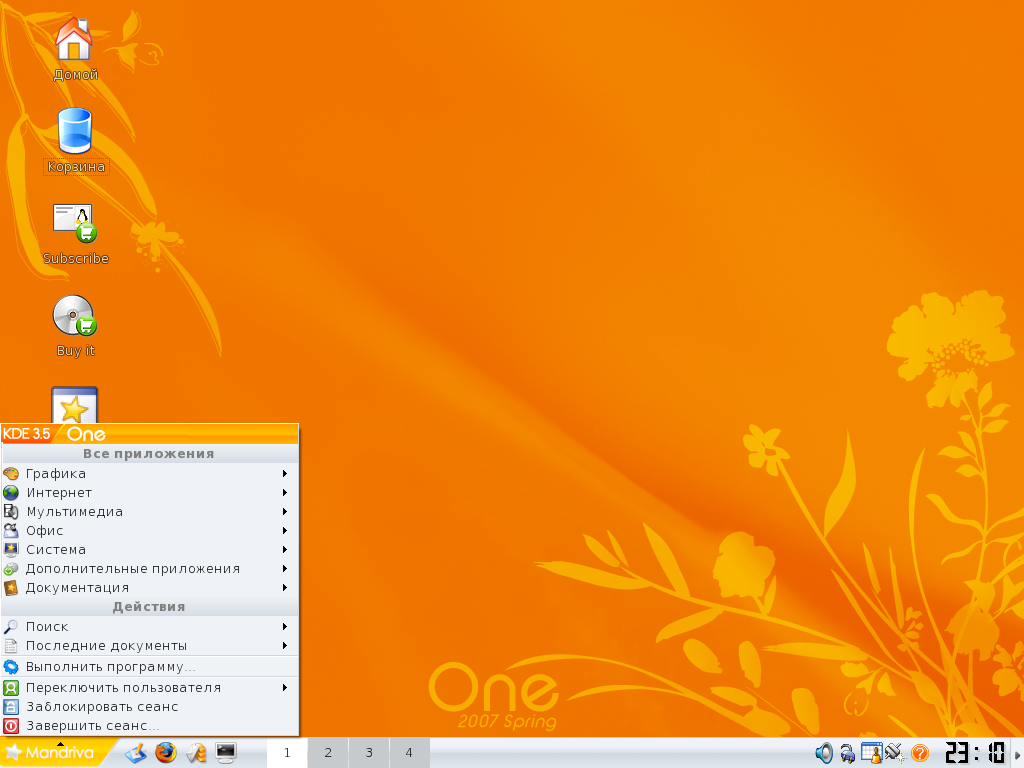 Домой
Корзина
Subscribe
Buy it
KDE 3.5 One
Все приложения
Графика
Интернет
Мультимедиа
Офис
Система
Дополнительные приложения
Документация
Действия
Поиск
Последние документы
Выполнить программу...
Переключить пользователя
Заблокировать сеанс
Завершить сеанс...
One
2007 Spring
Mandriva 1 2 3 4 23:10